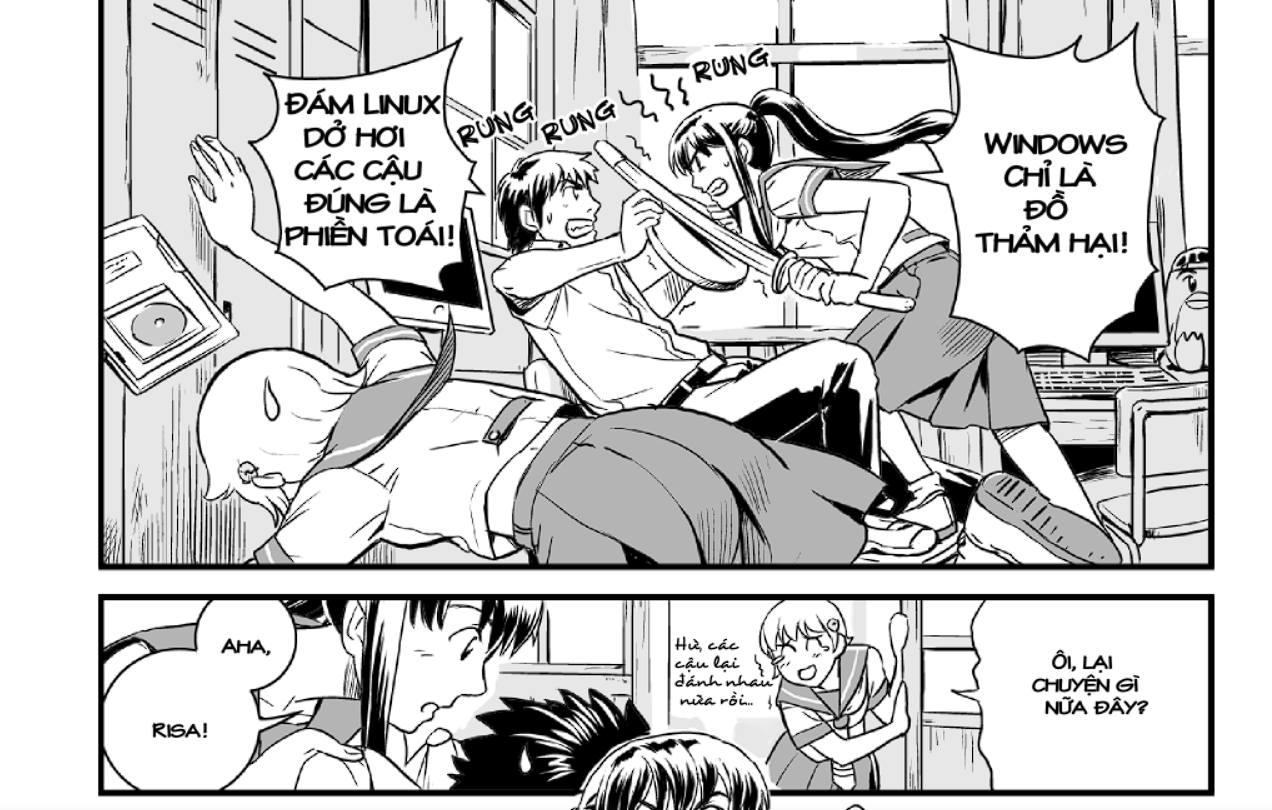 ĐÁM LINUX
DỞ HƠI
CÁC CẬU
ĐÚNG LÀ
PHIỀN TOÁI!
RUNG
RUNG
RUNG
WINDOWS
CHỈ LÀ
ĐỒ
THẢM HẠI!
AHA,
RISA!
Hừ, các
cậu lại
đánh nhau
nữa rồi...
ÔI, LẠI
CHUYỆN GÌ
NỮA ĐÂY?